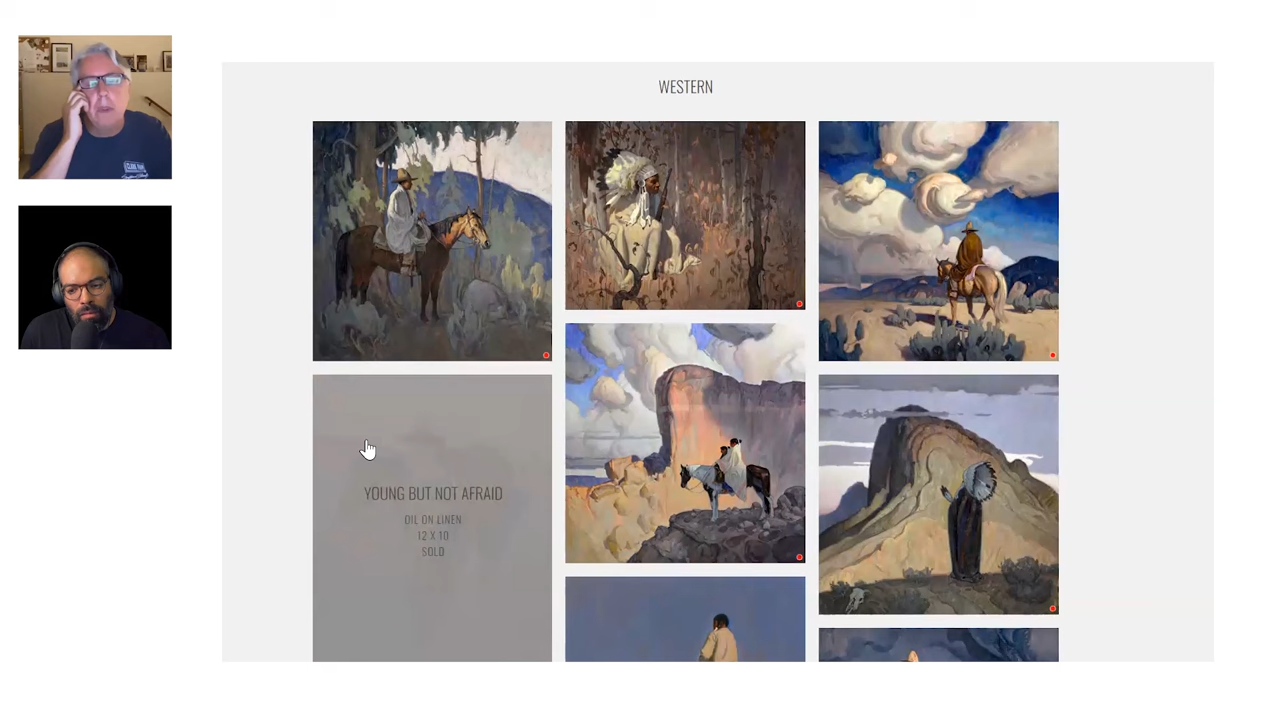 WESTERN
YOUNG BUT NOT AFRAID
OIL ON LINEN
12 X 10
SOLD